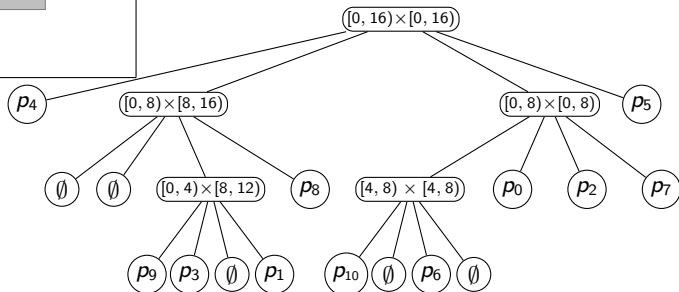 [0, 16)×[0, 16)
p4 [0, 8)×[8, 16) [0, 8)×[0, 8) p5
∅ ∅ [0, 4)×[8, 12) p8 [4, 8) × [4, 8) p0 p2 p7
p9 p3 ∅ p1 p10 ∅ p6 ∅